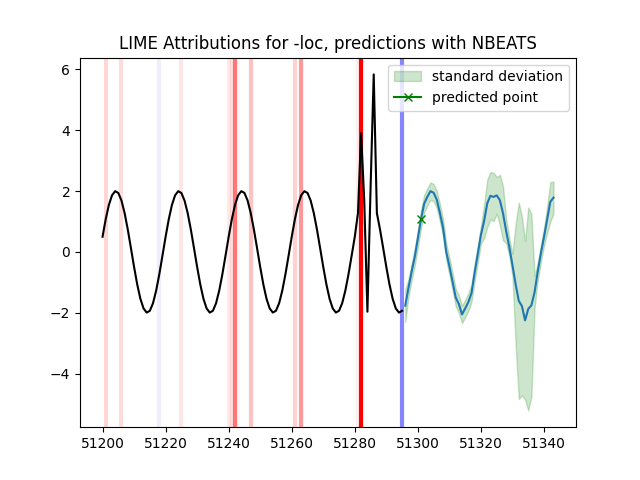 LIME Attributions for -loc, predictions with NBEATS
standard deviation
predicted point
6
4
2
0
−2
−4
51200 51220 51240 51260 51280 51300 51320 51340